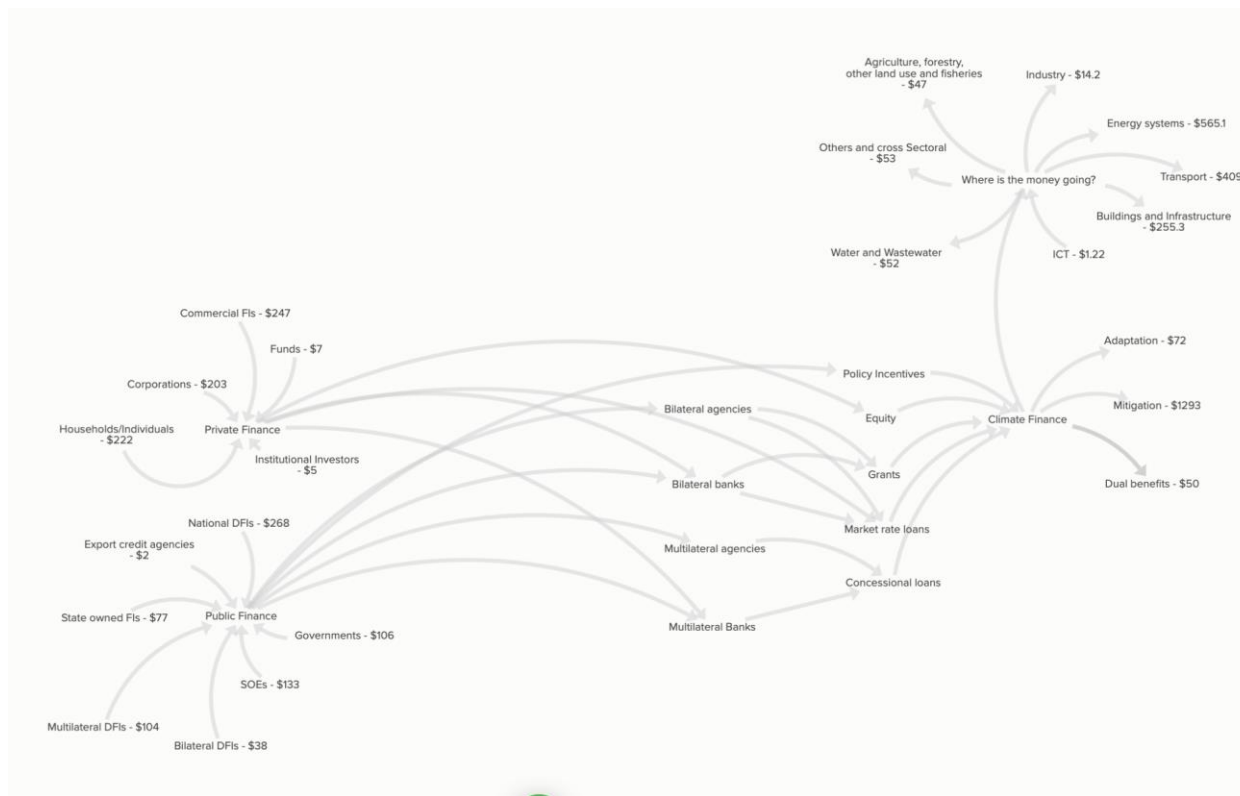 Agriculture, forestry,
other land use and fisheries
- $47
Industry - $14.2
Energy systems - $565.1
Others and cross Sectoral
- $53
Where is the money going?
Transport - $409
Buildings and Infrastructure
- $255.3
Water and Wastewater
- $52
ICT - $1.22
Commercial FIs - $247
Funds - $7
Corporations - $203
Households/Individuals
- $222
Private Finance
Institutional Investors
- $5
Policy Incentives
Bilateral agencies
Equity
Climate Finance
Adaptation - $72
Mitigation - $1293
Dual benefits - $50
Grants
Bilateral banks
Market rate loans
Multilateral agencies
Concessional loans
Multilateral Banks
National DFIs - $268
Export credit agencies
- $2
State owned FIs - $77
Public Finance
Governments - $106
SOEs - $133
Multilateral DFIs - $104
Bilateral DFIs - $38